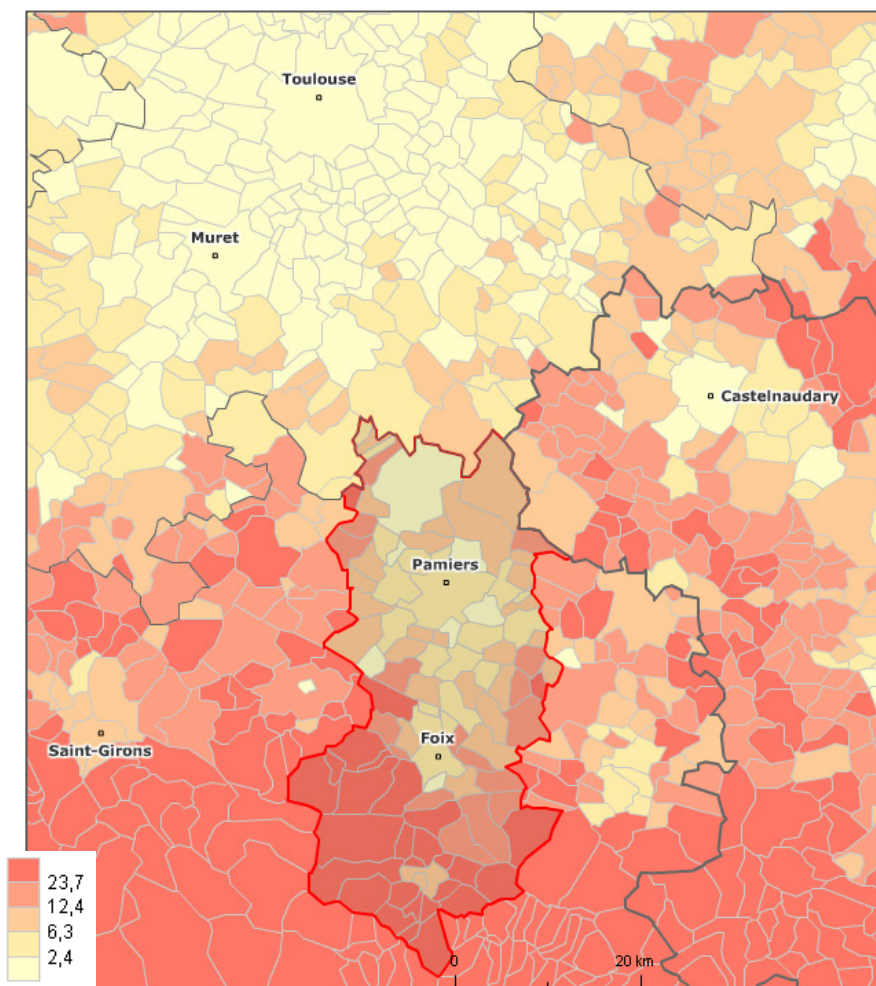 Toulouse
Muret
Castelnaudary
Pamiers
Foix
Saint-Girons
23,7
12,4
6,3
2,4
0
20 km